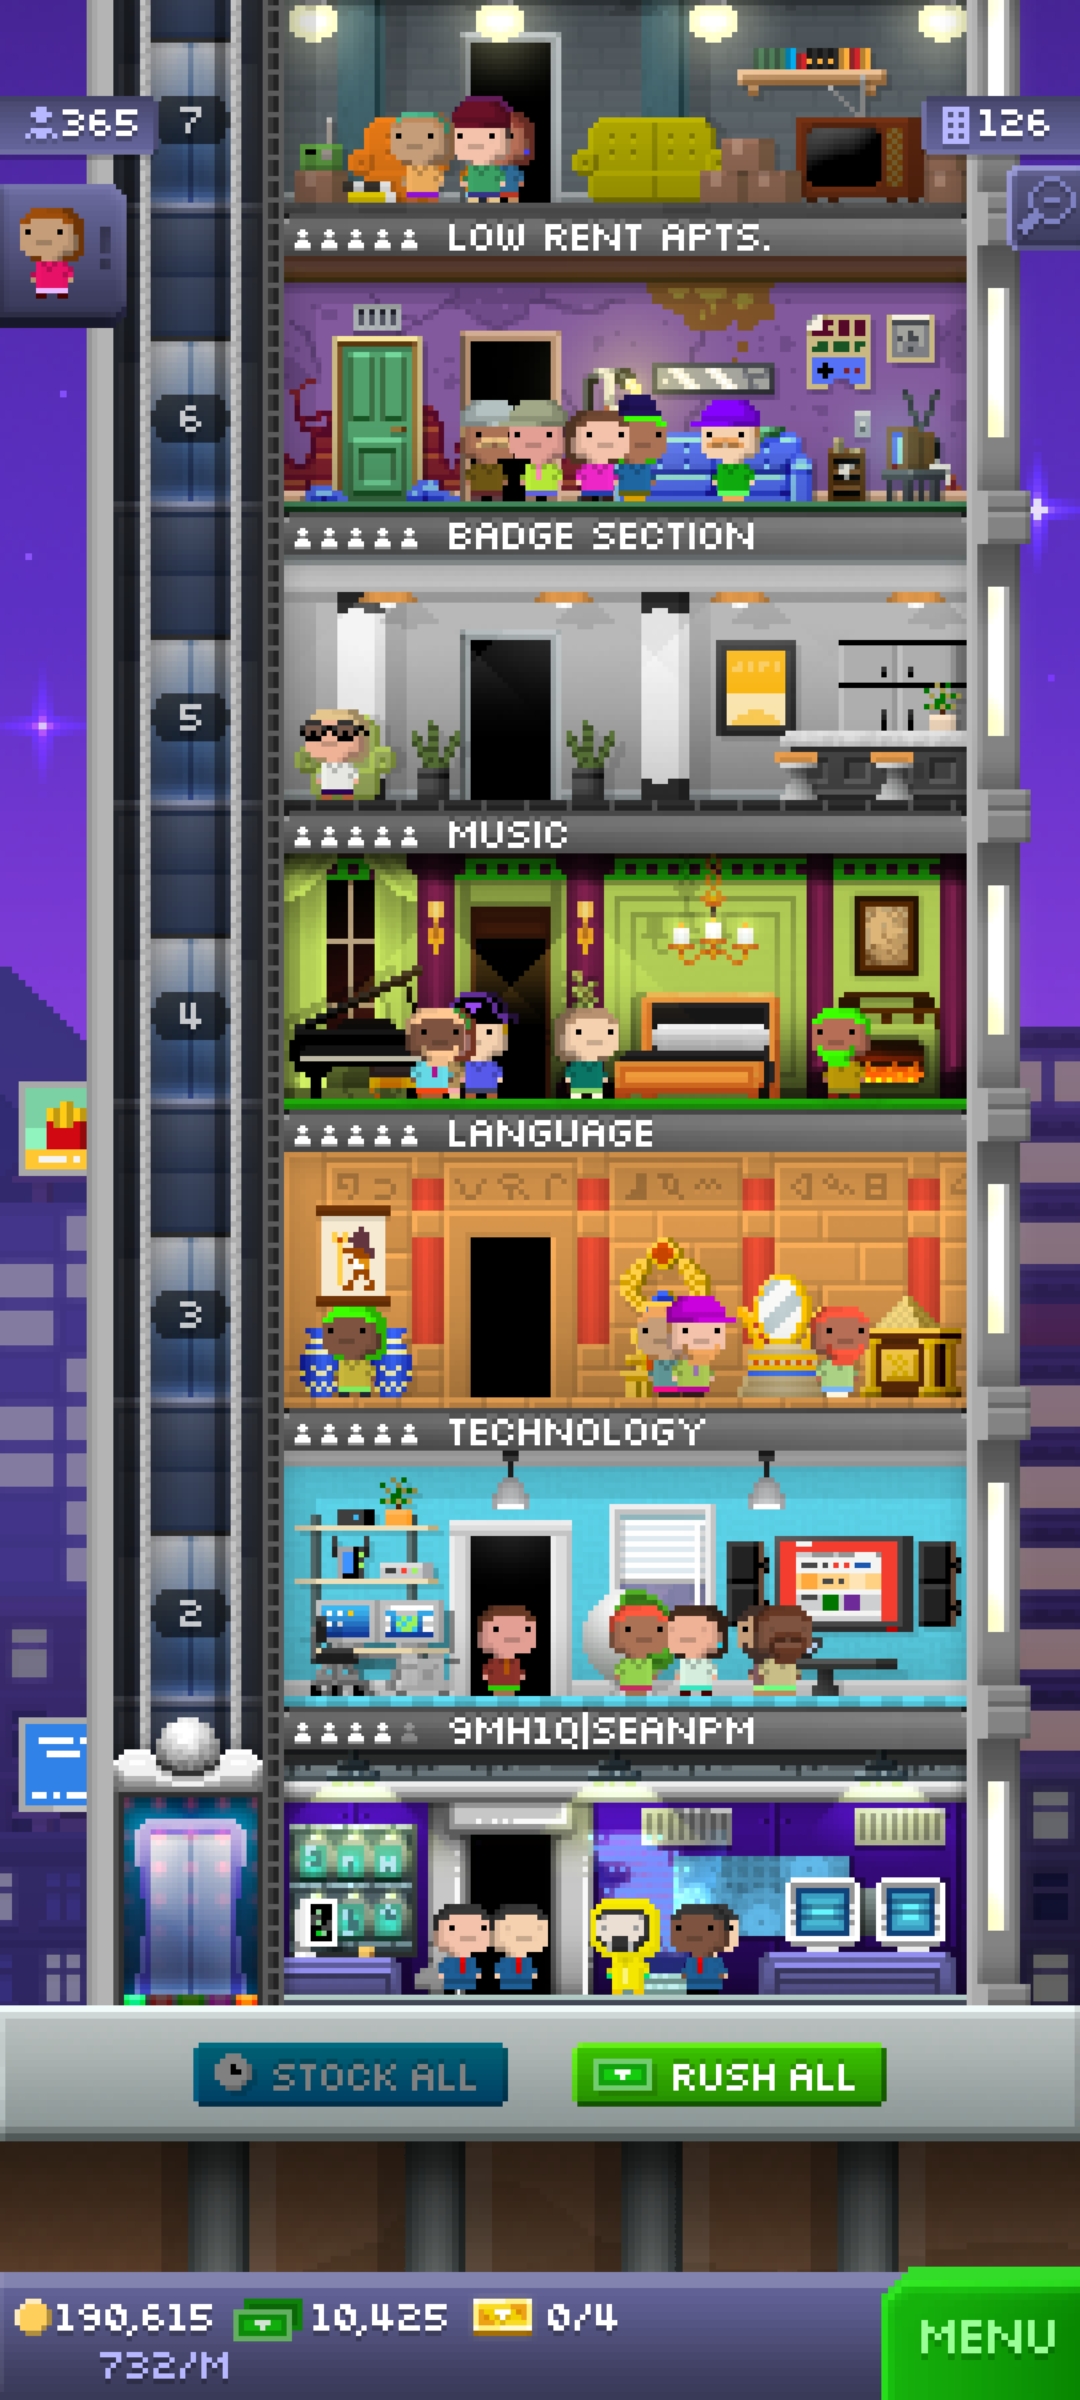 7
365
126
LOW RENT APTS.
6
BADGE SECTION
5
MUSIC
4
LANGUAGE
3
TECHNOLOGY
2
9MH1Q|SEANPM
STOCK ALL
RUSH ALL
190,615
10,425
0/4
732/M
MENU